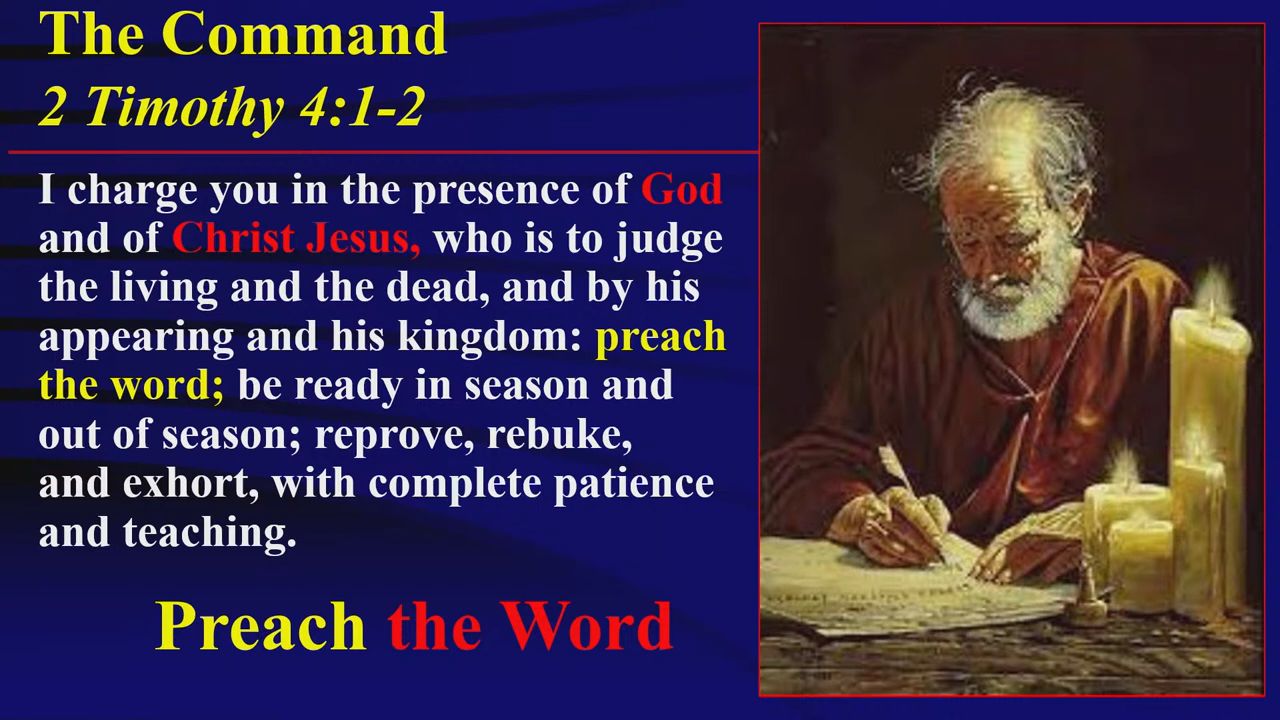 The Command
2 Timothy 4:1-2
I charge you in the presence of God
and of Christ Jesus, who is to judge
the living and the dead, and by his
appearing and his kingdom: preach
the word; be ready in season and
out of season; reprove, rebuke,
and exhort, with complete patience
and teaching.
Preach the Word